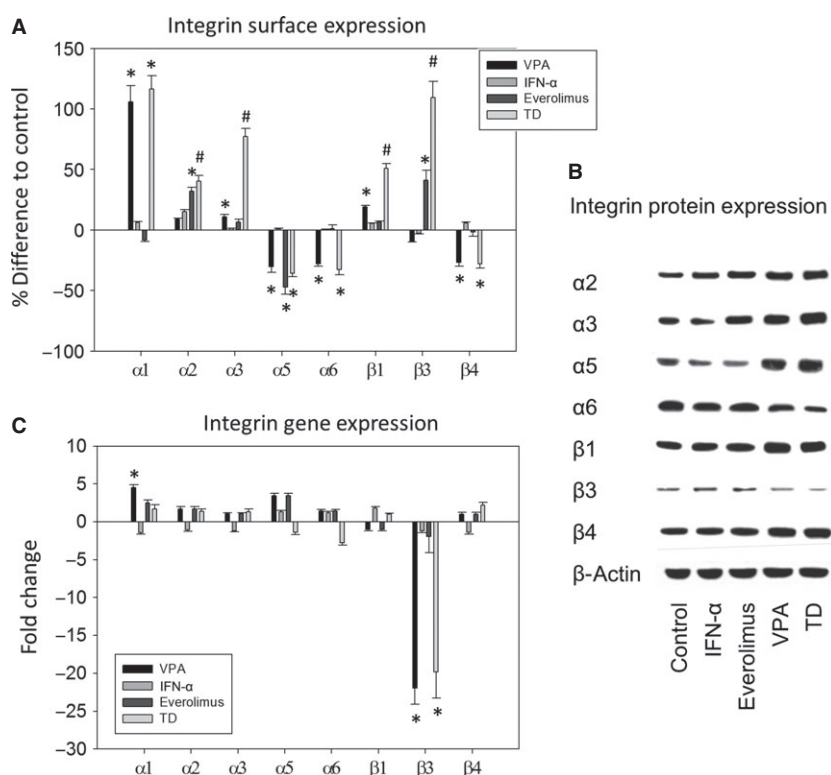 A
Integrin surface expression
150
100
50
0
−50
−100
% Difference to control
VPA
IFN-α
Everolimus
TD
* * * # * # * * * * * * * # * # * *
α1 α2 α3 α5 α6 β1 β3 β4
B
Integrin protein expression
α2
α3
α5
α6
β1
β3
β4
β-Actin
Control IFN-α Everolimus VPA TD
C
Integrin gene expression
10
5
0
−5
−10
−15
−20
−25
−30
Fold change
*
* *
VPA
IFN-α
Everolimus
TD
α1 α2 α3 α5 α6 β1 β3 β4